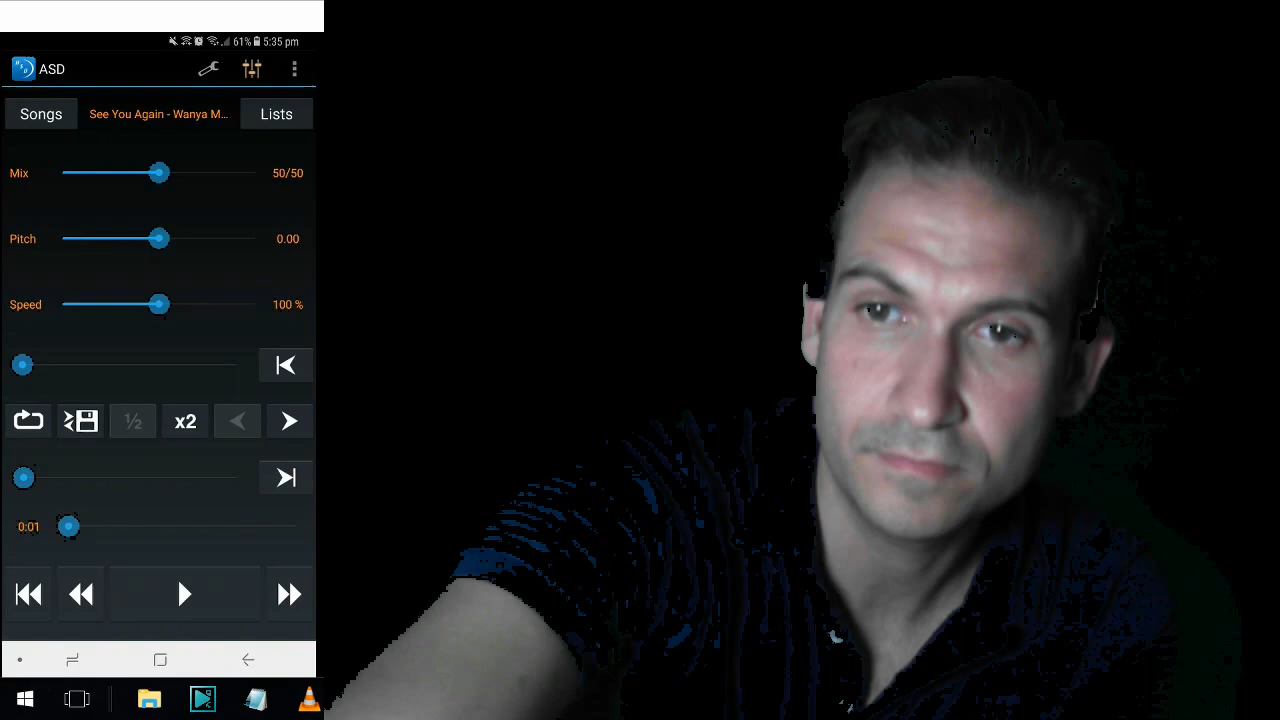 61% 5:35 pm
ASD
Songs See You Again - Wanya M... Lists
Mix 50/50
Pitch 0.00
Speed 100 %
½ x2
0:01